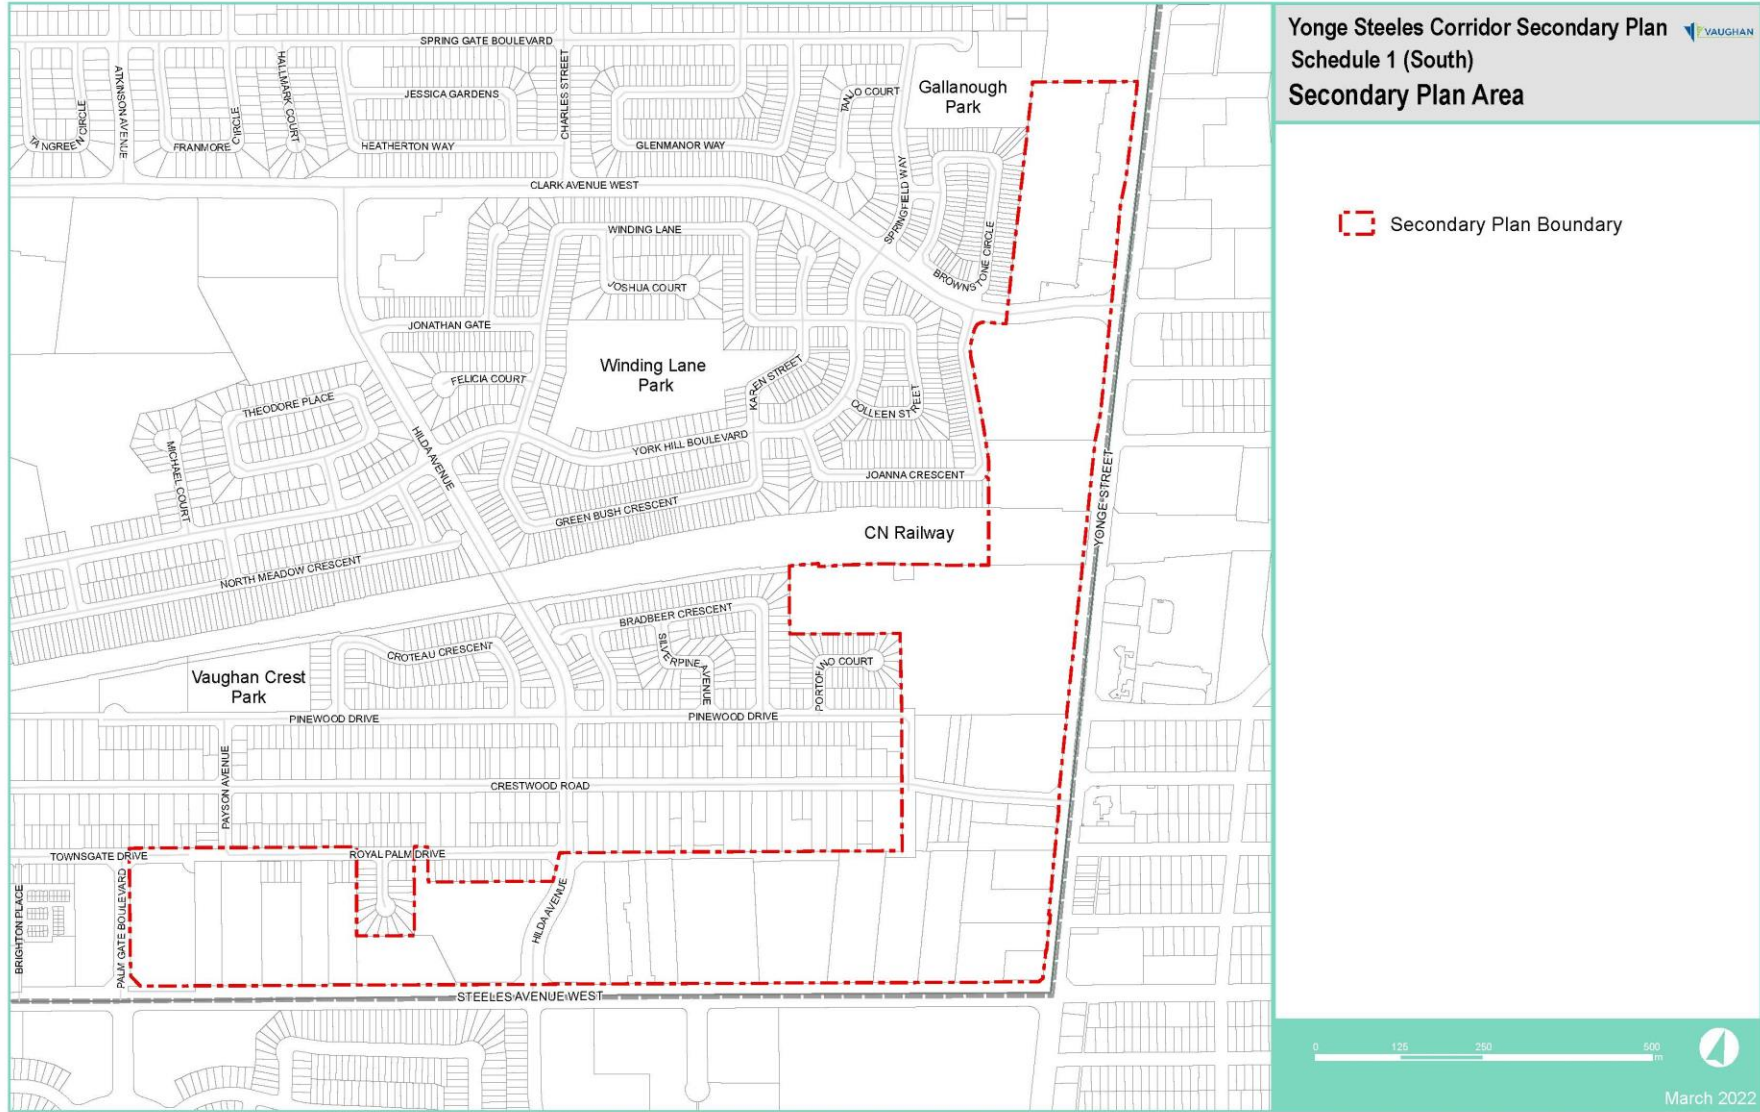 Yonge Steeles Corridor Secondary Plan
VAUGHAN
Schedule 1 (South)
Secondary Plan Area
Secondary Plan Boundary
SPRING GATE BOULEVARD
ATKINSON AVENUE
HALLMARK COURT
CHARLES STREET
JESSICA GARDENS
TANJO COURT
Gallanough
Park
TANGREEN CIRCLE
FRANMORE CIRCLE
HEATHERTON WAY
GLENMANOR WAY
CLARK AVENUE WEST
SPRINGFIELD WAY
WINDING LANE
BROWNSTONE CIRCLE
JOSHUA COURT
JONATHAN GATE
Winding Lane
Park
FELICIA COURT
KAREN STREET
THEODORE PLACE
COLLEEN STREET
HILDA AVENUE
YORK HILL BOULEVARD
MICHAEL COURT
JOANNA CRESCENT
YONGE STREET
GREEN BUSH CRESCENT
CN Railway
NORTH MEADOW CRESCENT
BRADBEER CRESCENT
CROTEAU CRESCENT
SILVERPINE AVENUE
PORTOFINO COURT
Vaughan Crest
Park
PINEWOOD DRIVE
PINEWOOD DRIVE
PAYSON AVENUE
CRESTWOOD ROAD
TOWNSGATE DRIVE
ROYAL PALM DRIVE
BRIGHTON PLACE
PALM GATE BOULEVARD
HILDA AVENUE
STEELES AVENUE WEST
0 125 250 500
m
March 2022